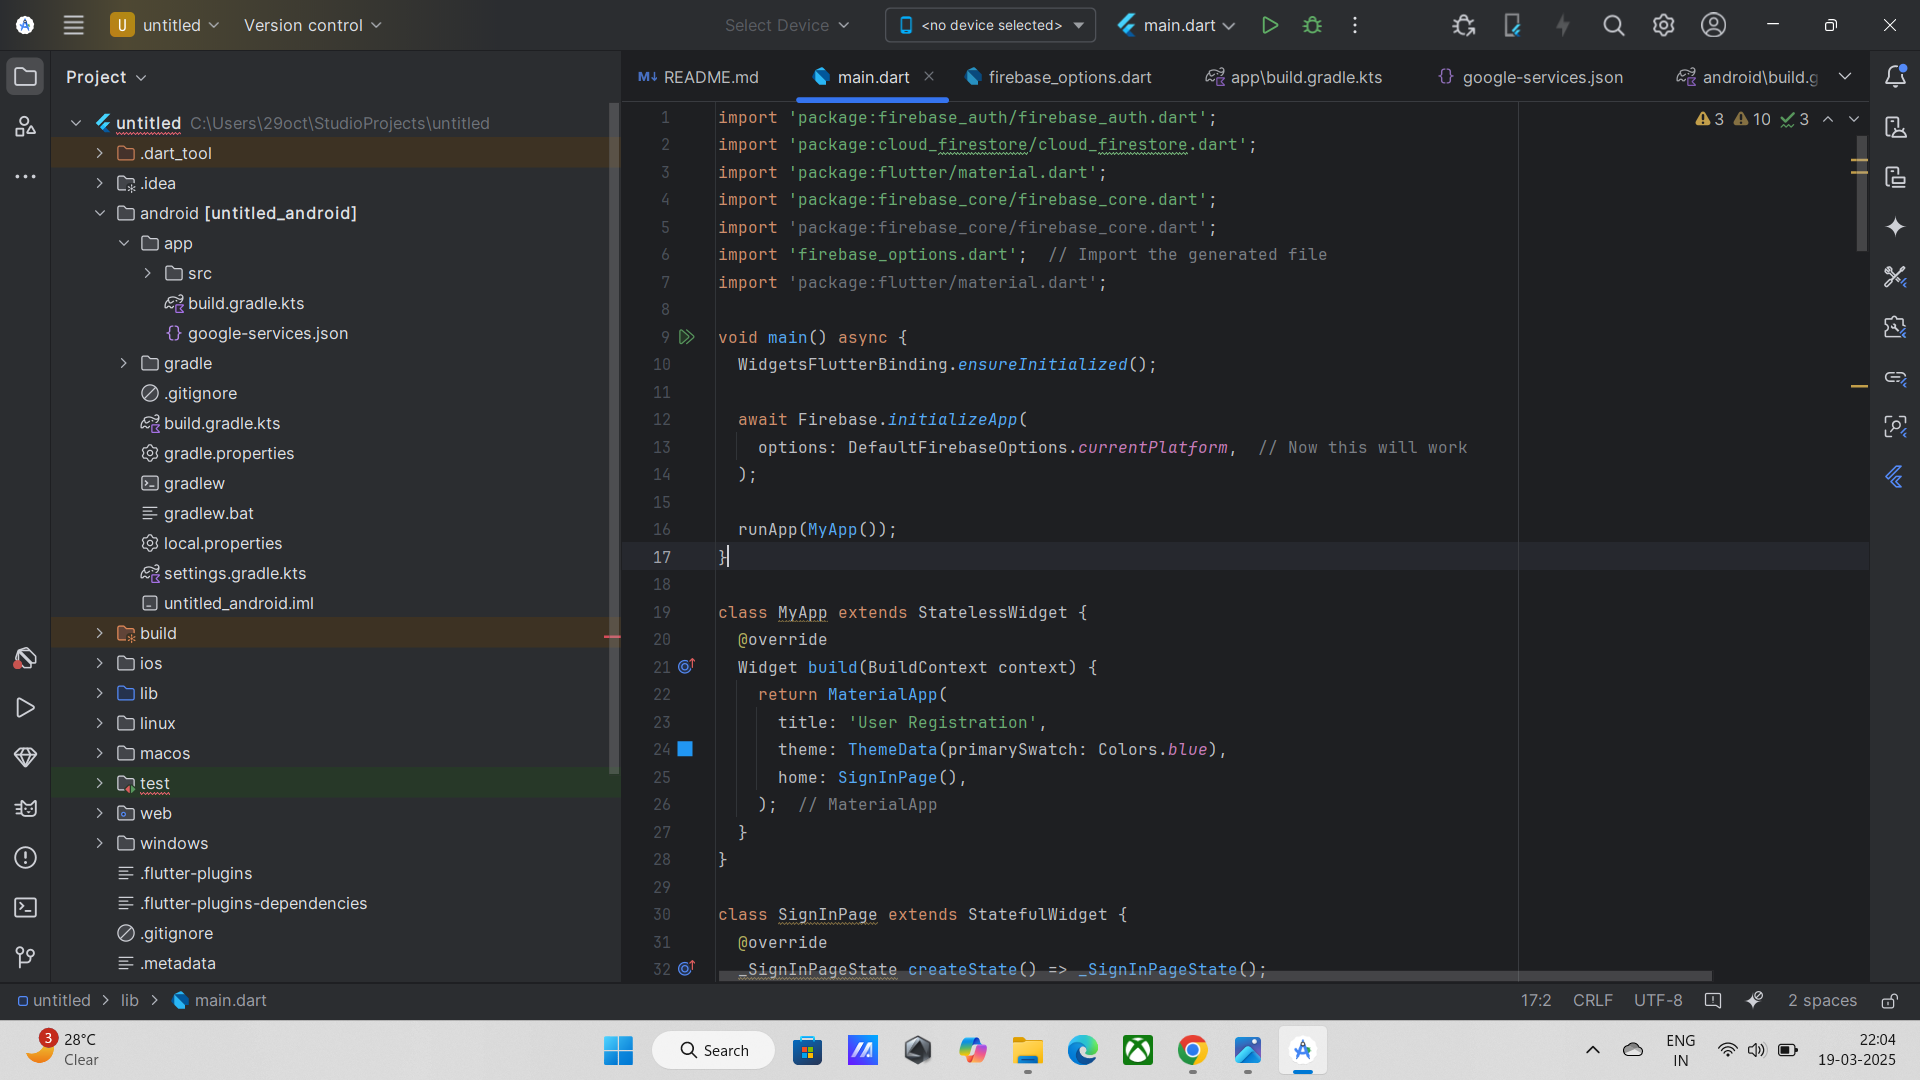 U untitled Version control Select Device <no device selected> main.dart
Project
untitled C:\Users\29oct\StudioProjects\untitled
.dart_tool
.idea
android [untitled_android]
app
src
build.gradle.kts
google-services.json
gradle
.gitignore
build.gradle.kts
gradle.properties
gradlew
gradlew.bat
local.properties
settings.gradle.kts
untitled_android.iml
build
ios
lib
linux
macos
test
web
windows
.flutter-plugins
.flutter-plugins-dependencies
.gitignore
.metadata
M↓ README.md main.dart firebase_options.dart app\build.gradle.kts {} google-services.json android\build.g
3 10 3
1 import 'package:firebase_auth/firebase_auth.dart';
2 import 'package:cloud_firestore/cloud_firestore.dart';
3 import 'package:flutter/material.dart';
4 import 'package:firebase_core/firebase_core.dart';
5 import 'package:firebase_core/firebase_core.dart';
6 import 'firebase_options.dart';  // Import the generated file
7 import 'package:flutter/material.dart';
8
9 void main() async {
10 WidgetsFlutterBinding.ensureInitialized();
11
12 await Firebase.initializeApp(
13 options: DefaultFirebaseOptions.currentPlatform,  // Now this will work
14 );
15
16 runApp(MyApp());
17 }
18
19 class MyApp extends StatelessWidget {
20 @override
21 Widget build(BuildContext context) {
22 return MaterialApp(
23 title: 'User Registration',
24 theme: ThemeData(primarySwatch: Colors.blue),
25 home: SignInPage(),
26 );  // MaterialApp
27 }
28 }
29
30 class SignInPage extends StatefulWidget {
31 @override
32 _SignInPageState createState() => _SignInPageState();
untitled > lib > main.dart
17:2 CRLF UTF-8 2 spaces
3
28°C
Clear
Search
ENG
IN
22:04
19-03-2025